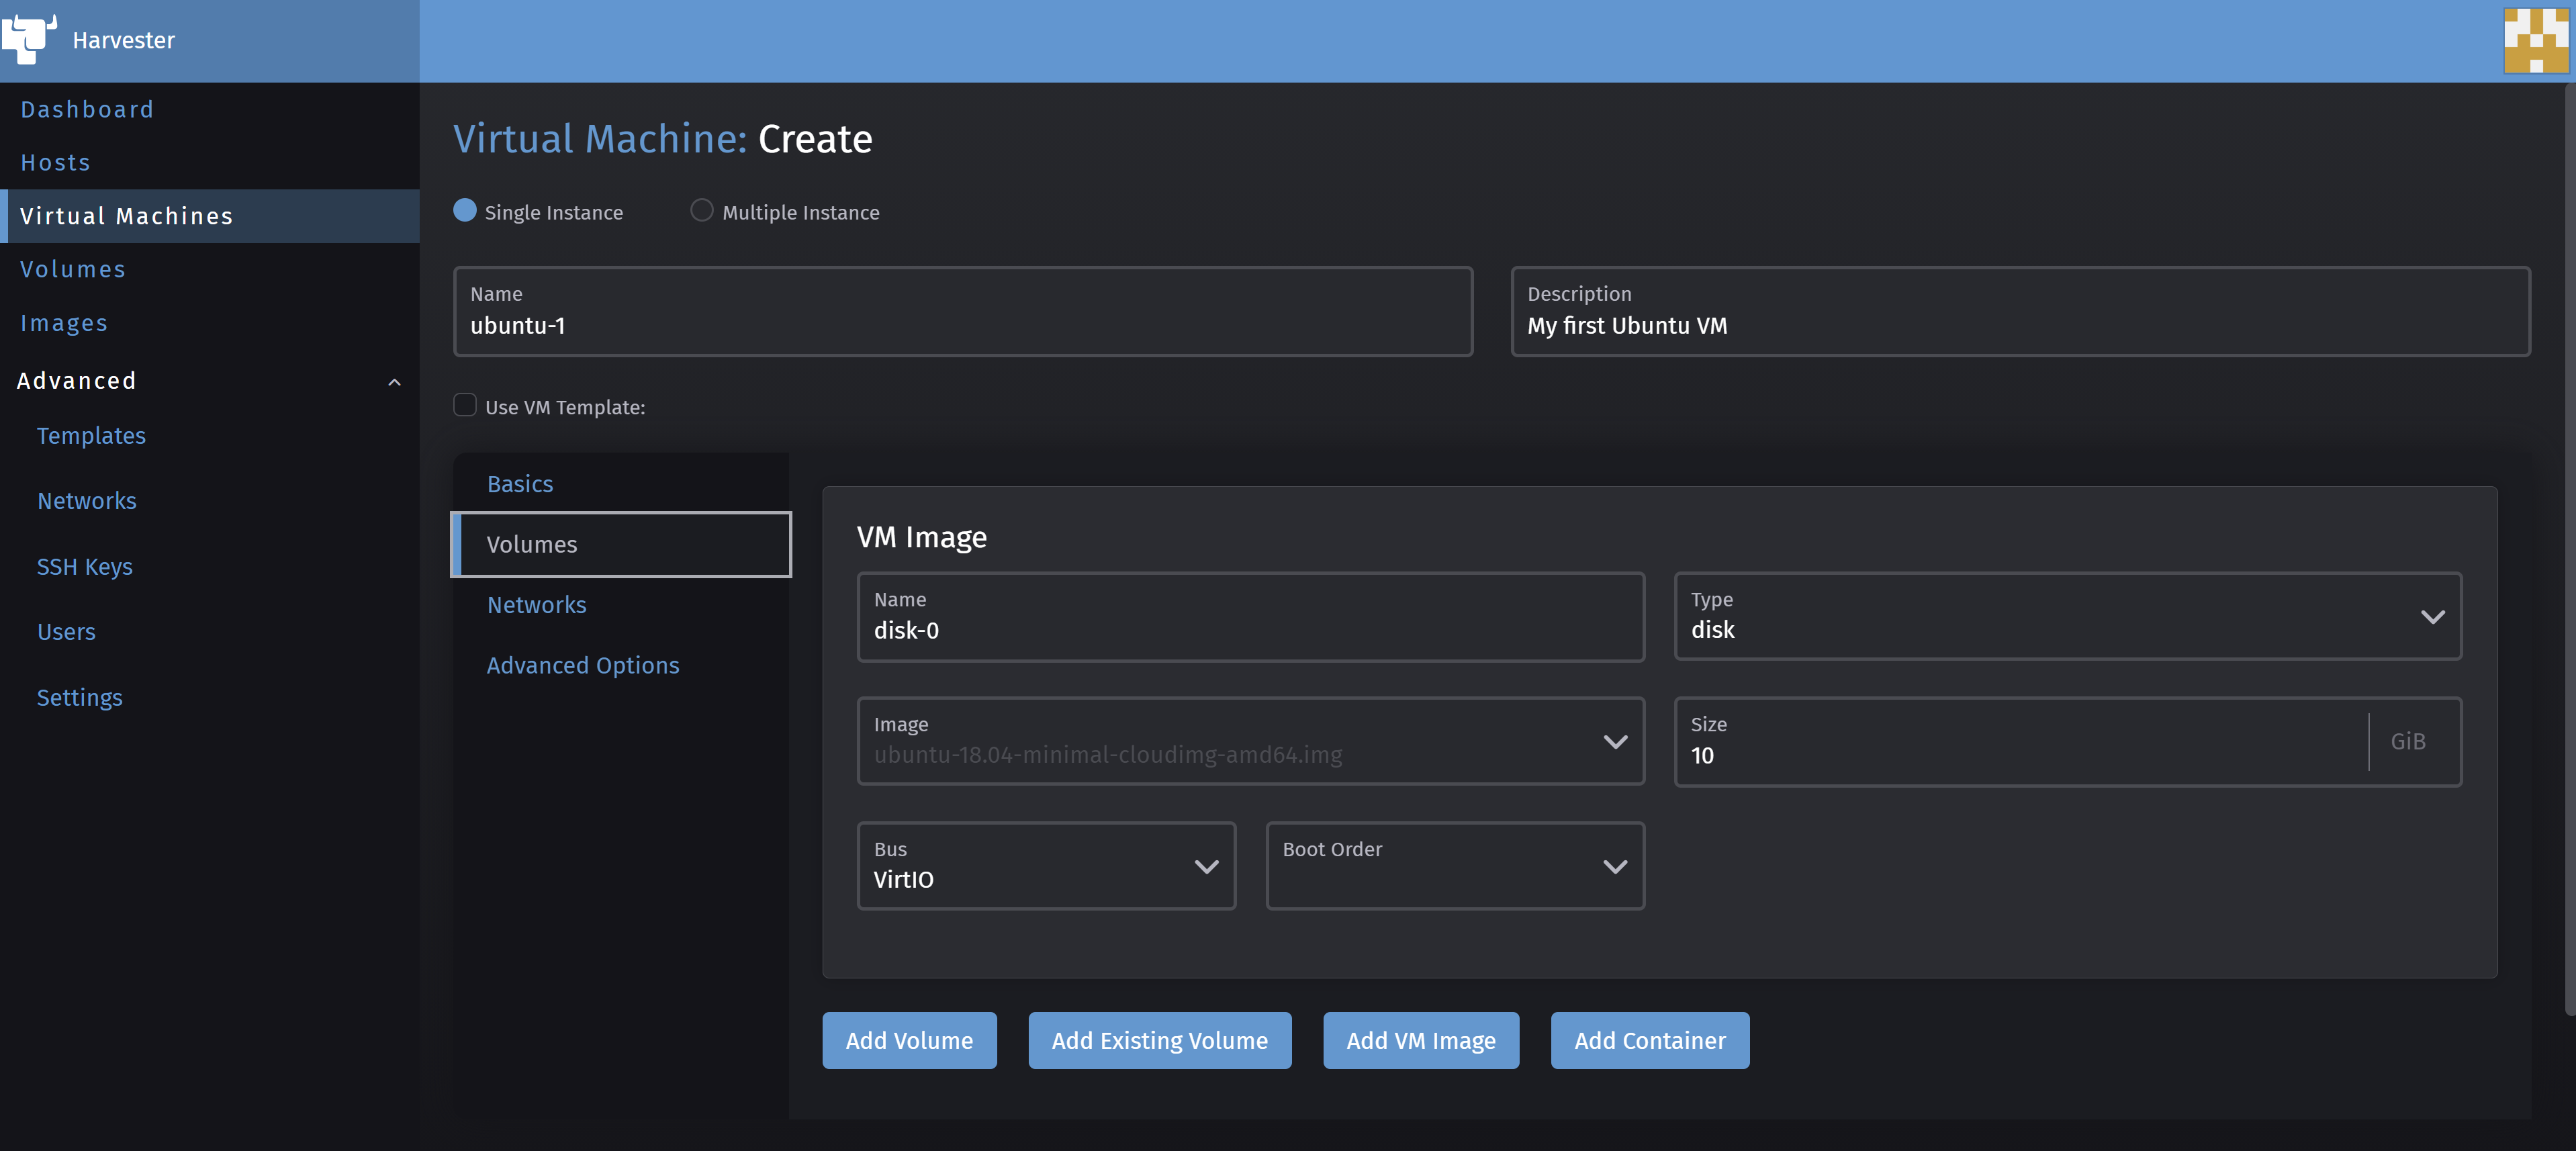 Harvester
Dashboard
Hosts
Virtual Machines
Volumes
Images
Advanced
Templates
Networks
SSH Keys
Users
Settings
Virtual Machine: Create
Single Instance
Multiple Instance
Name
ubuntu-1
Description
My first Ubuntu VM
Use VM Template:
Basics
Volumes
Networks
Advanced Options
VM Image
Name
disk-0
Type
disk
Image
ubuntu-18.04-minimal-cloudimg-amd64.img
Size
10
GiB
Bus
VirtIO
Boot Order
Add Volume
Add Existing Volume
Add VM Image
Add Container